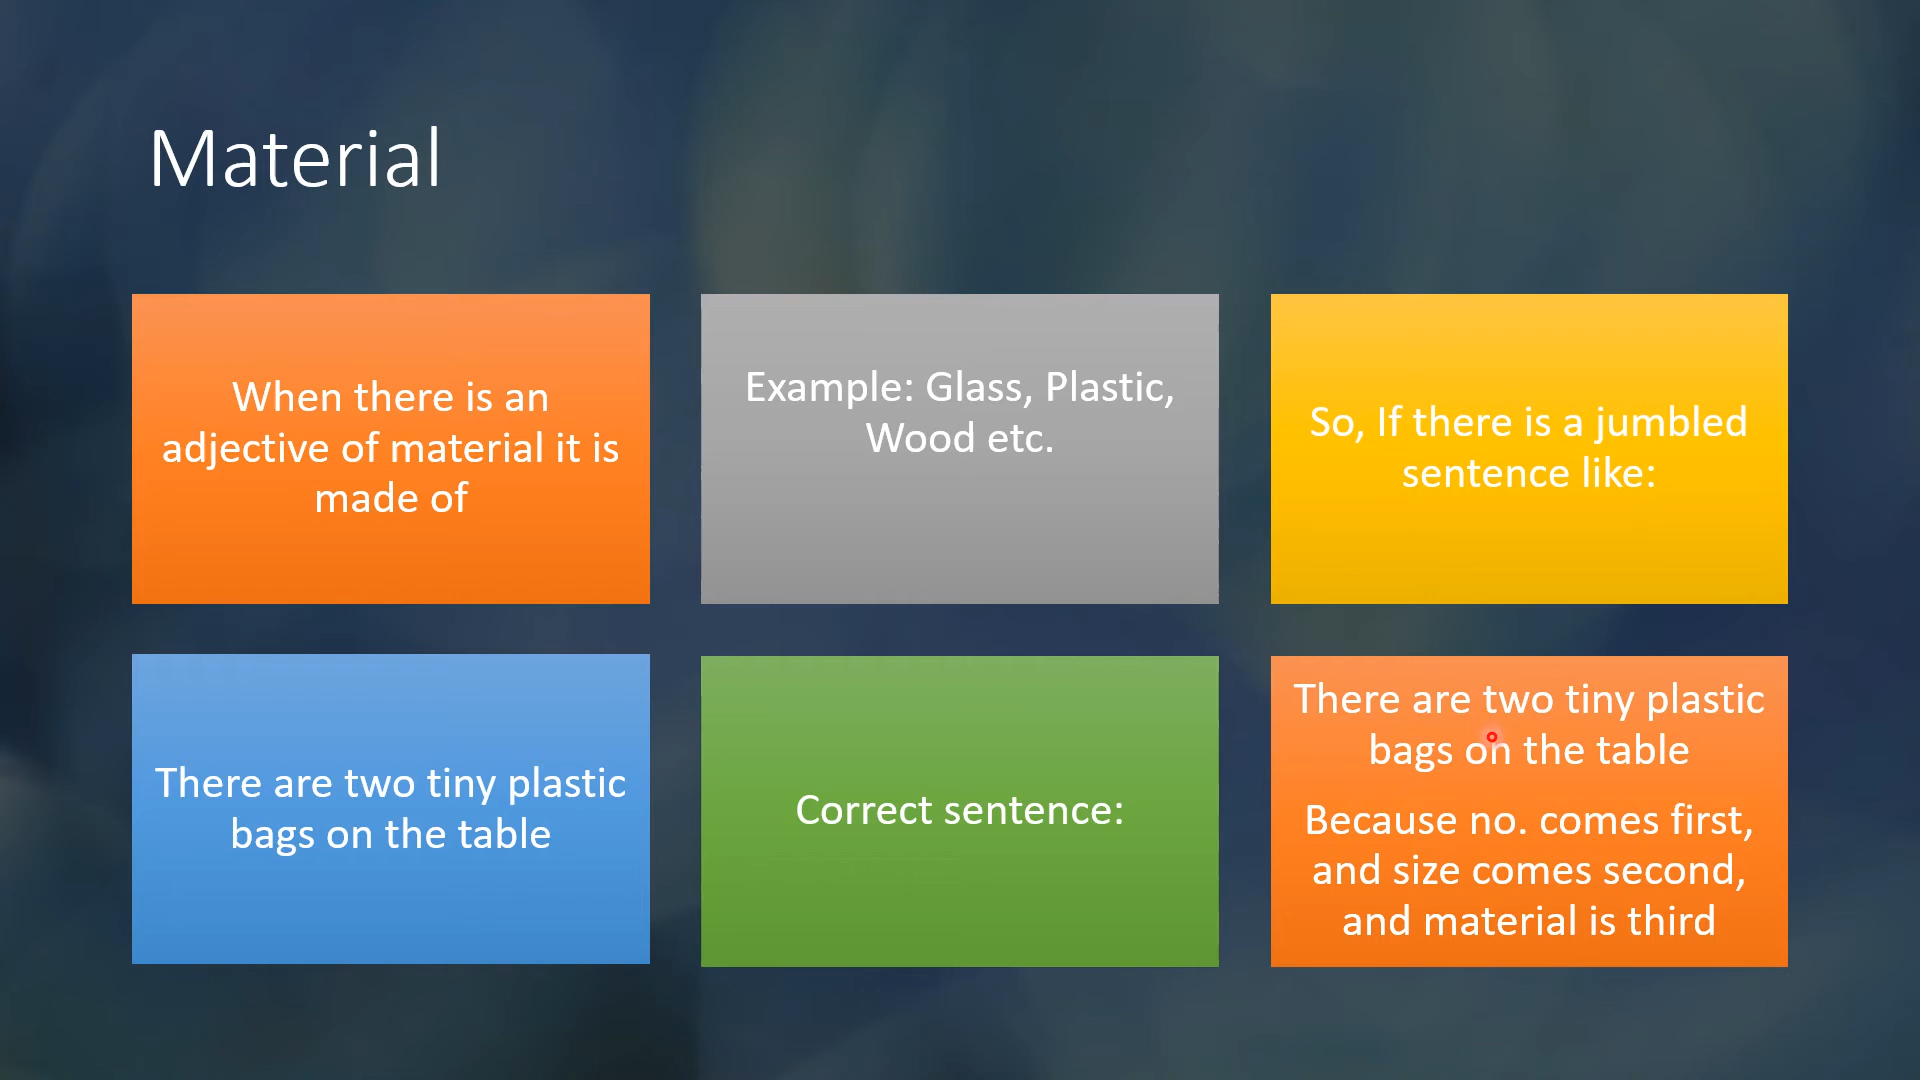 Material
When there is an
adjective of material it is
made of
Example: Glass, Plastic,
Wood etc.
So, If there is a jumbled
sentence like:
There are two tiny plastic
bags on the table
Correct sentence:
There are two tiny plastic
bags on the table
Because no. comes first,
and size comes second,
and material is third